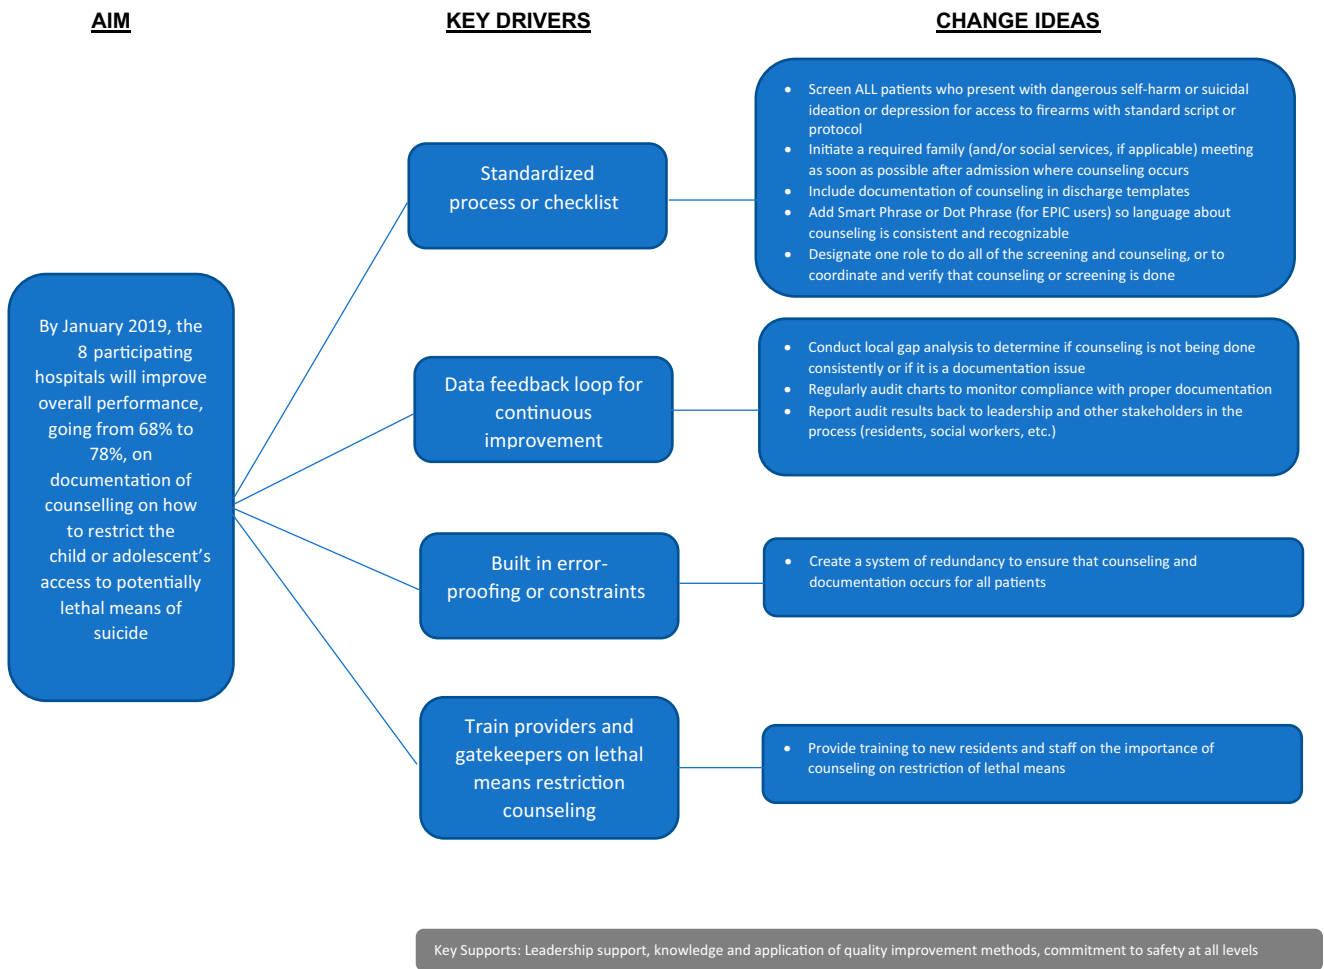 AIM
KEY DRIVERS
CHANGE IDEAS
By January 2019, the
8 participating
hospitals will improve
overall performance,
going from 68% to
78%, on
documentation of
counselling on how
to restrict the
child or adolescent’s
access to potentially
lethal means of
suicide
Standardized
process or checklist
• Screen ALL patients who present with dangerous self-harm or suicidal
ideation or depression for access to firearms with standard script or
protocol
• Initiate a required family (and/or social services, if applicable) meeting
as soon as possible after admission where counseling occurs
• Include documentation of counseling in discharge templates
• Add Smart Phrase or Dot Phrase (for EPIC users) so language about
counseling is consistent and recognizable
• Designate one role to do all of the screening and counseling, or to
coordinate and verify that counseling or screening is done
Data feedback loop for
continuous
improvement
• Conduct local gap analysis to determine if counseling is not being done
consistently or if it is a documentation issue
• Regularly audit charts to monitor compliance with proper documentation
• Report audit results back to leadership and other stakeholders in the
process (residents, social workers, etc.)
Built in error-
proofing or constraints
• Create a system of redundancy to ensure that counseling and
documentation occurs for all patients
Train providers and
gatekeepers on lethal
means restriction
counseling
• Provide training to new residents and staff on the importance of
counseling on restriction of lethal means
Key Supports: Leadership support, knowledge and application of quality improvement methods, commitment to safety at all levels